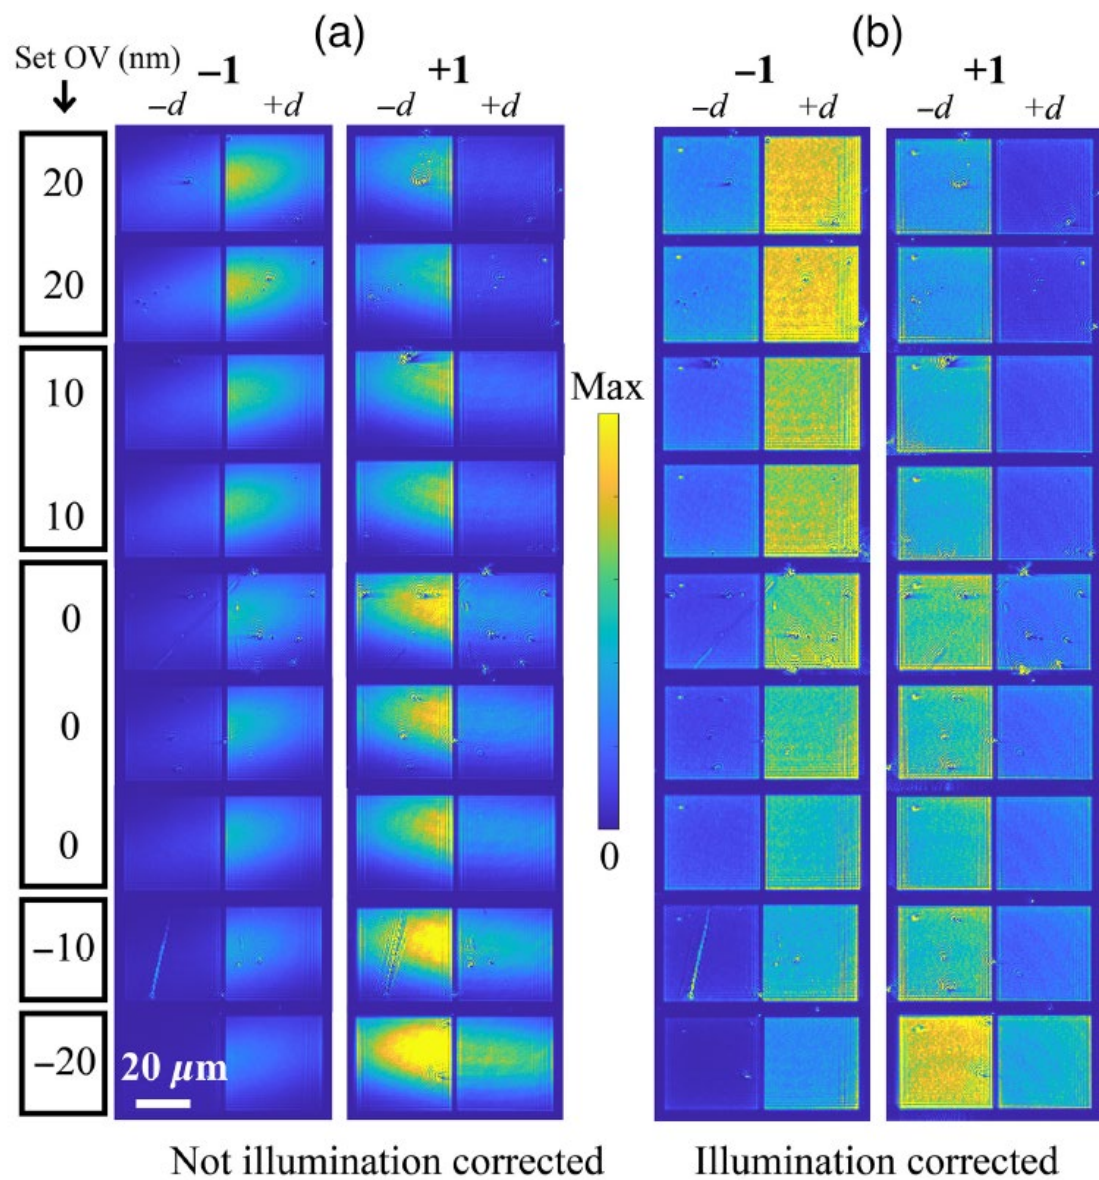 (a) (b)
Set OV (nm) −1 +1 −1 +1
−d +d −d +d −d +d −d +d
20
20
10
Max
10
0
0
0
0
−10
−20
20 μm
Not illumination corrected Illumination corrected